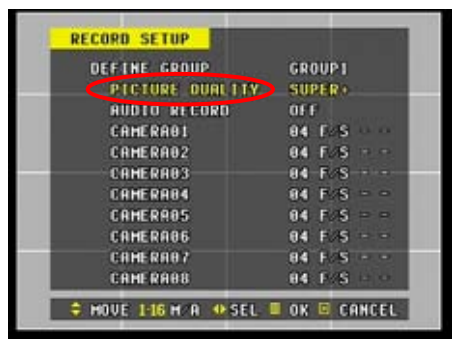 RECORD SETUP
DEFINE GROUP GROUP1
PICTURE QUALITY SUPER+
AUDIO RECORD OFF
CAMERA01 04 F/S - -
CAMERA02 04 F/S - -
CAMERA03 04 F/S - -
CAMERA04 04 F/S - -
CAMERA05 04 F/S - -
CAMERA06 04 F/S - -
CAMERA07 04 F/S - -
CAMERA08 04 F/S - -
MOVE 1-16 M/A SEL OK CANCEL